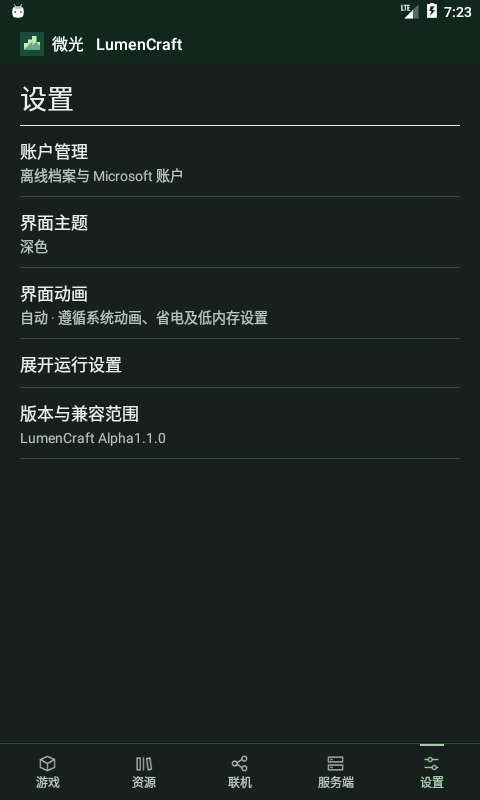 LTE 7:23
微光 LumenCraft
设置
账户管理
离线档案与 Microsoft 账户
界面主题
深色
界面动画
自动 · 遵循系统动画、省电及低内存设置
展开运行设置
版本与兼容范围
LumenCraft Alpha1.1.0
游戏 资源 联机 服务端 设置